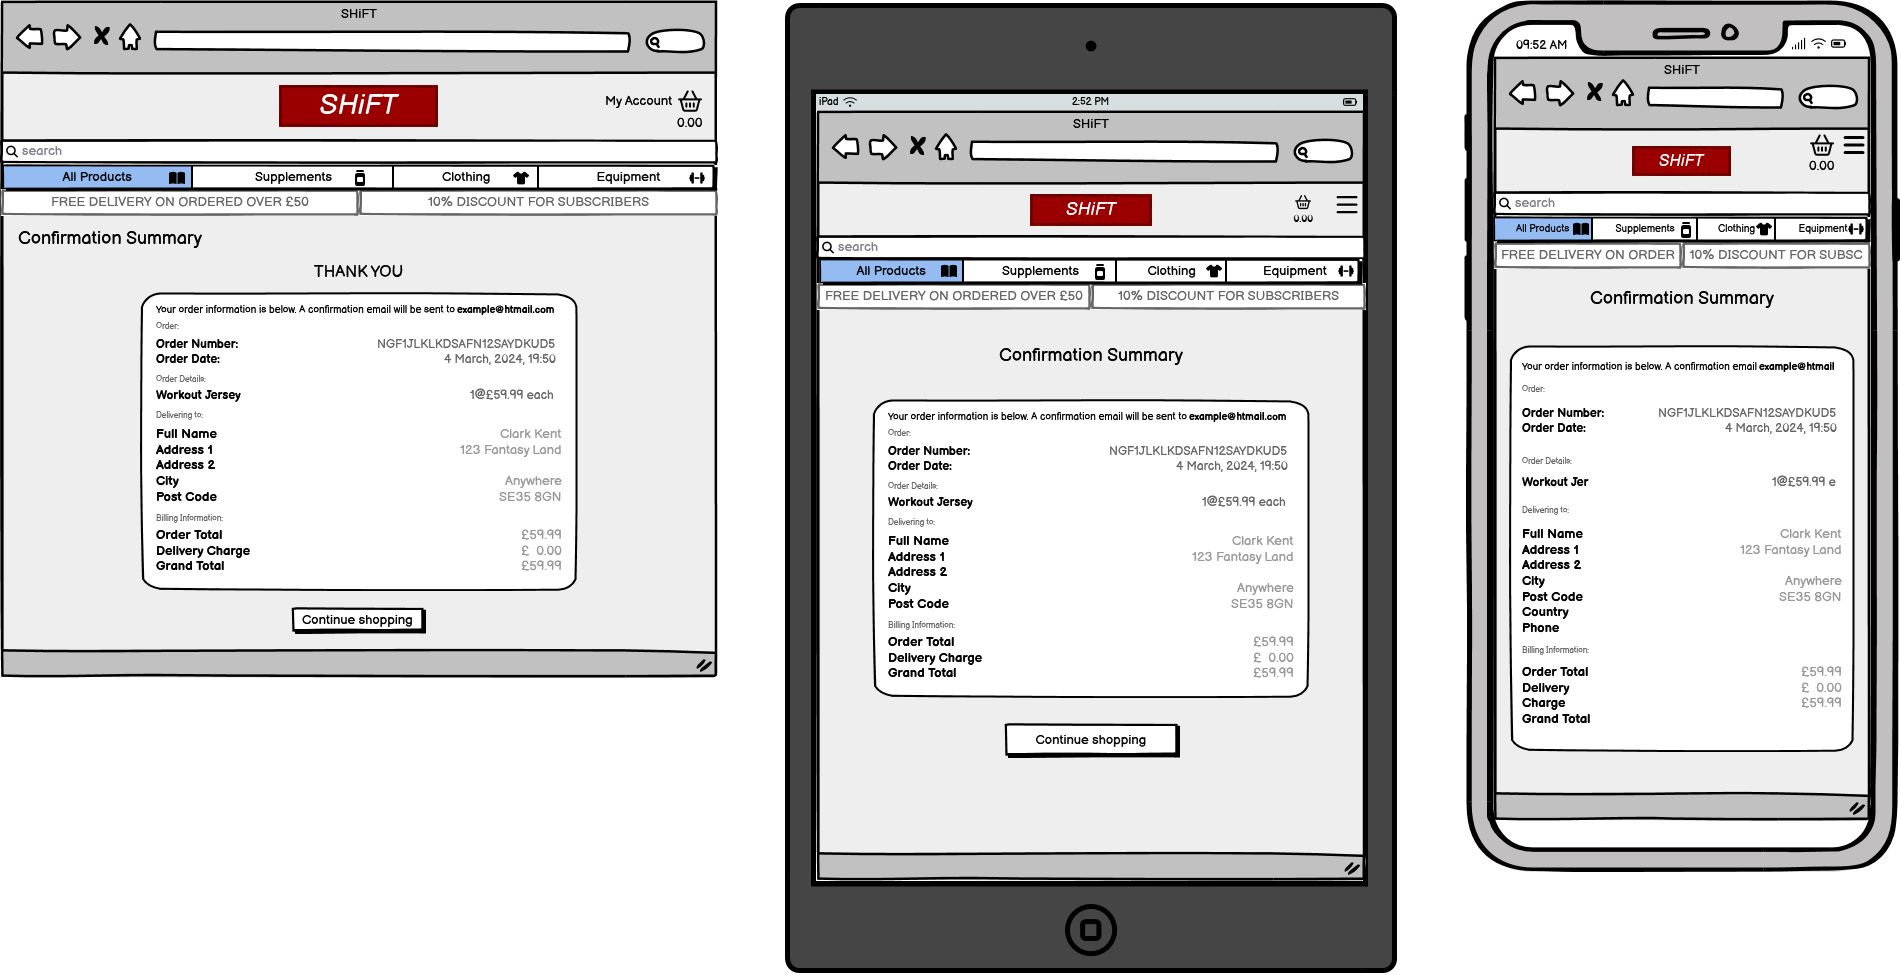 SHiFT
SHiFT
My Account
0.00
search
All Products Supplements Clothing Equipment
FREE DELIVERY ON ORDERED OVER £50 10% DISCOUNT FOR SUBSCRIBERS
Confirmation Summary
THANK YOU
Your order information is below. A confirmation email will be sent to example@htmail.com
Order:
Order Number: NGF1JLKLKDSAFN12SAYDKUD5
Order Date: 4 March, 2024, 19:50
Order Details:
Workout Jersey 1@£59.99 each
Delivering to:
Full Name Clark Kent
Address 1 123 Fantasy Land
Address 2
City Anywhere
Post Code SE35 8GN
Billing Information:
Order Total £59.99
Delivery Charge £ 0.00
Grand Total £59.99
Continue shopping
iPad 2:52 PM
SHiFT
SHiFT
0.00
search
All Products Supplements Clothing Equipment
FREE DELIVERY ON ORDERED OVER £50 10% DISCOUNT FOR SUBSCRIBERS
Confirmation Summary
Your order information is below. A confirmation email will be sent to example@htmail.com
Order:
Order Number: NGF1JLKLKDSAFN12SAYDKUD5
Order Date: 4 March, 2024, 19:50
Order Details:
Workout Jersey 1@£59.99 each
Delivering to:
Full Name Clark Kent
Address 1 123 Fantasy Land
Address 2
City Anywhere
Post Code SE35 8GN
Billing Information:
Order Total £59.99
Delivery Charge £ 0.00
Grand Total £59.99
Continue shopping
09:52 AM
SHiFT
SHiFT
0.00
search
All Products Supplements Clothing Equipment
FREE DELIVERY ON ORDER 10% DISCOUNT FOR SUBSC
Confirmation Summary
Your order information is below. A confirmation email example@htmail
Order:
Order Number: NGF1JLKLKDSAFN12SAYDKUD5
Order Date: 4 March, 2024, 19:50
Order Details:
Workout Jer 1@£59.99 e
Delivering to:
Full Name Clark Kent
Address 1 123 Fantasy Land
Address 2
City Anywhere
Post Code SE35 8GN
Country
Phone
Billing Information:
Order Total £59.99
Delivery £ 0.00
Charge £59.99
Grand Total